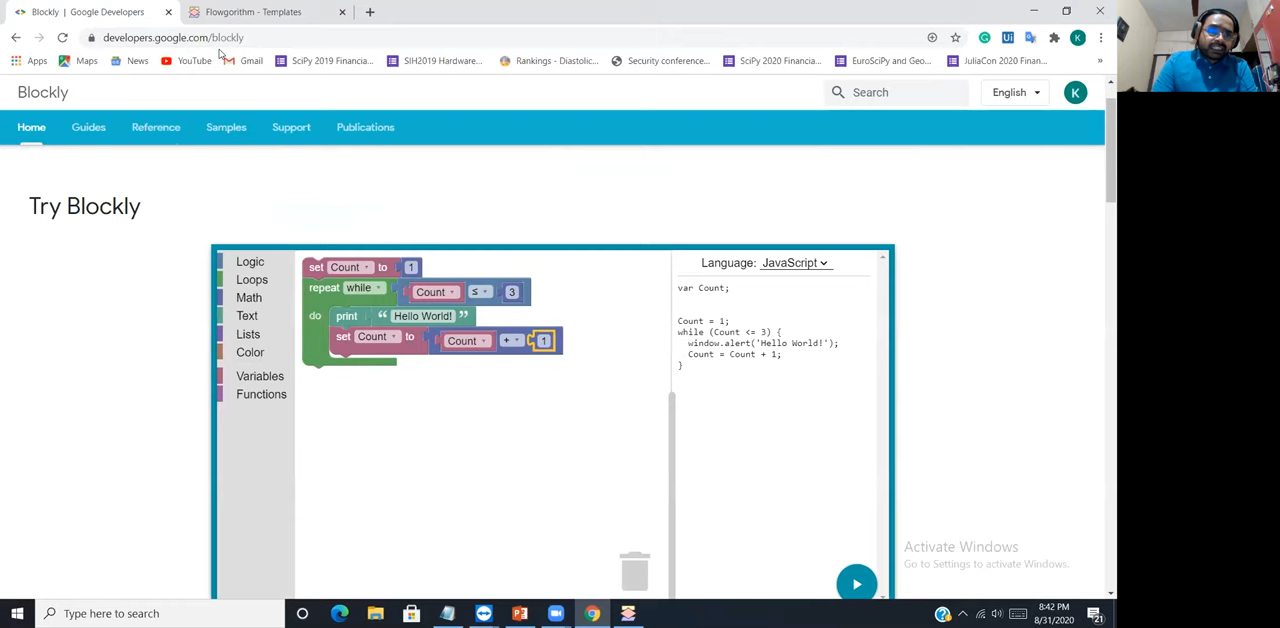 Blockly | Google Developers
Flowgorithm - Templates
developers.google.com/blockly
Apps Maps News YouTube Gmail SciPy 2019 Financia... SIH2019 Hardware... Rankings - Diastolic... Security conference... SciPy 2020 Financia... EuroSciPy and Geo... JuliaCon 2020 Finan... »
Blockly
Search
English
K
Home Guides Reference Samples Support Publications
Try Blockly
Logic
Loops
Math
Text
Lists
Color
Variables
Functions
set Count to 1
repeat while Count ≤ 3
do print “ Hello World! ”
set Count to Count + 1
Language: JavaScript
var Count;
Count = 1;
while (Count <= 3) {
window.alert('Hello World!');
Count = Count + 1;
}
Activate Windows
Go to Settings to activate Windows.
Type here to search
8:42 PM
8/31/2020
21